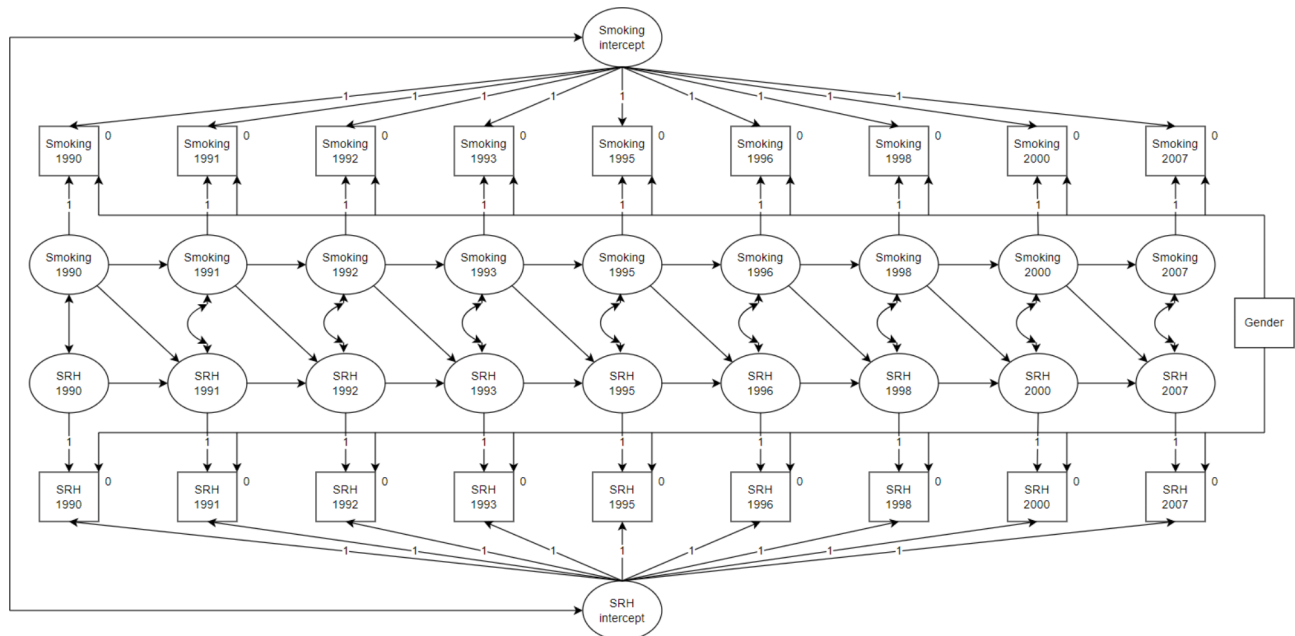 Smoking
intercept
1 1 1 1 1 1 1 1 1
0 0 0 0 0 0 0 0 0
Smoking Smoking Smoking Smoking Smoking Smoking Smoking Smoking Smoking
1990 1991 1992 1993 1995 1996 1998 2000 2007
1 1 1 1 1 1 1 1 1
Smoking Smoking Smoking Smoking Smoking Smoking Smoking Smoking Smoking
1990 1991 1992 1993 1995 1996 1998 2000 2007
Gender
SRH SRH SRH SRH SRH SRH SRH SRH SRH
1990 1991 1992 1993 1995 1996 1998 2000 2007
1 1 1 1 1 1 1 1 1
0 0 0 0 0 0 0 0 0
SRH SRH SRH SRH SRH SRH SRH SRH SRH
1990 1991 1992 1993 1995 1996 1998 2000 2007
1 1 1 1 1 1 1 1 1
SRH
intercept